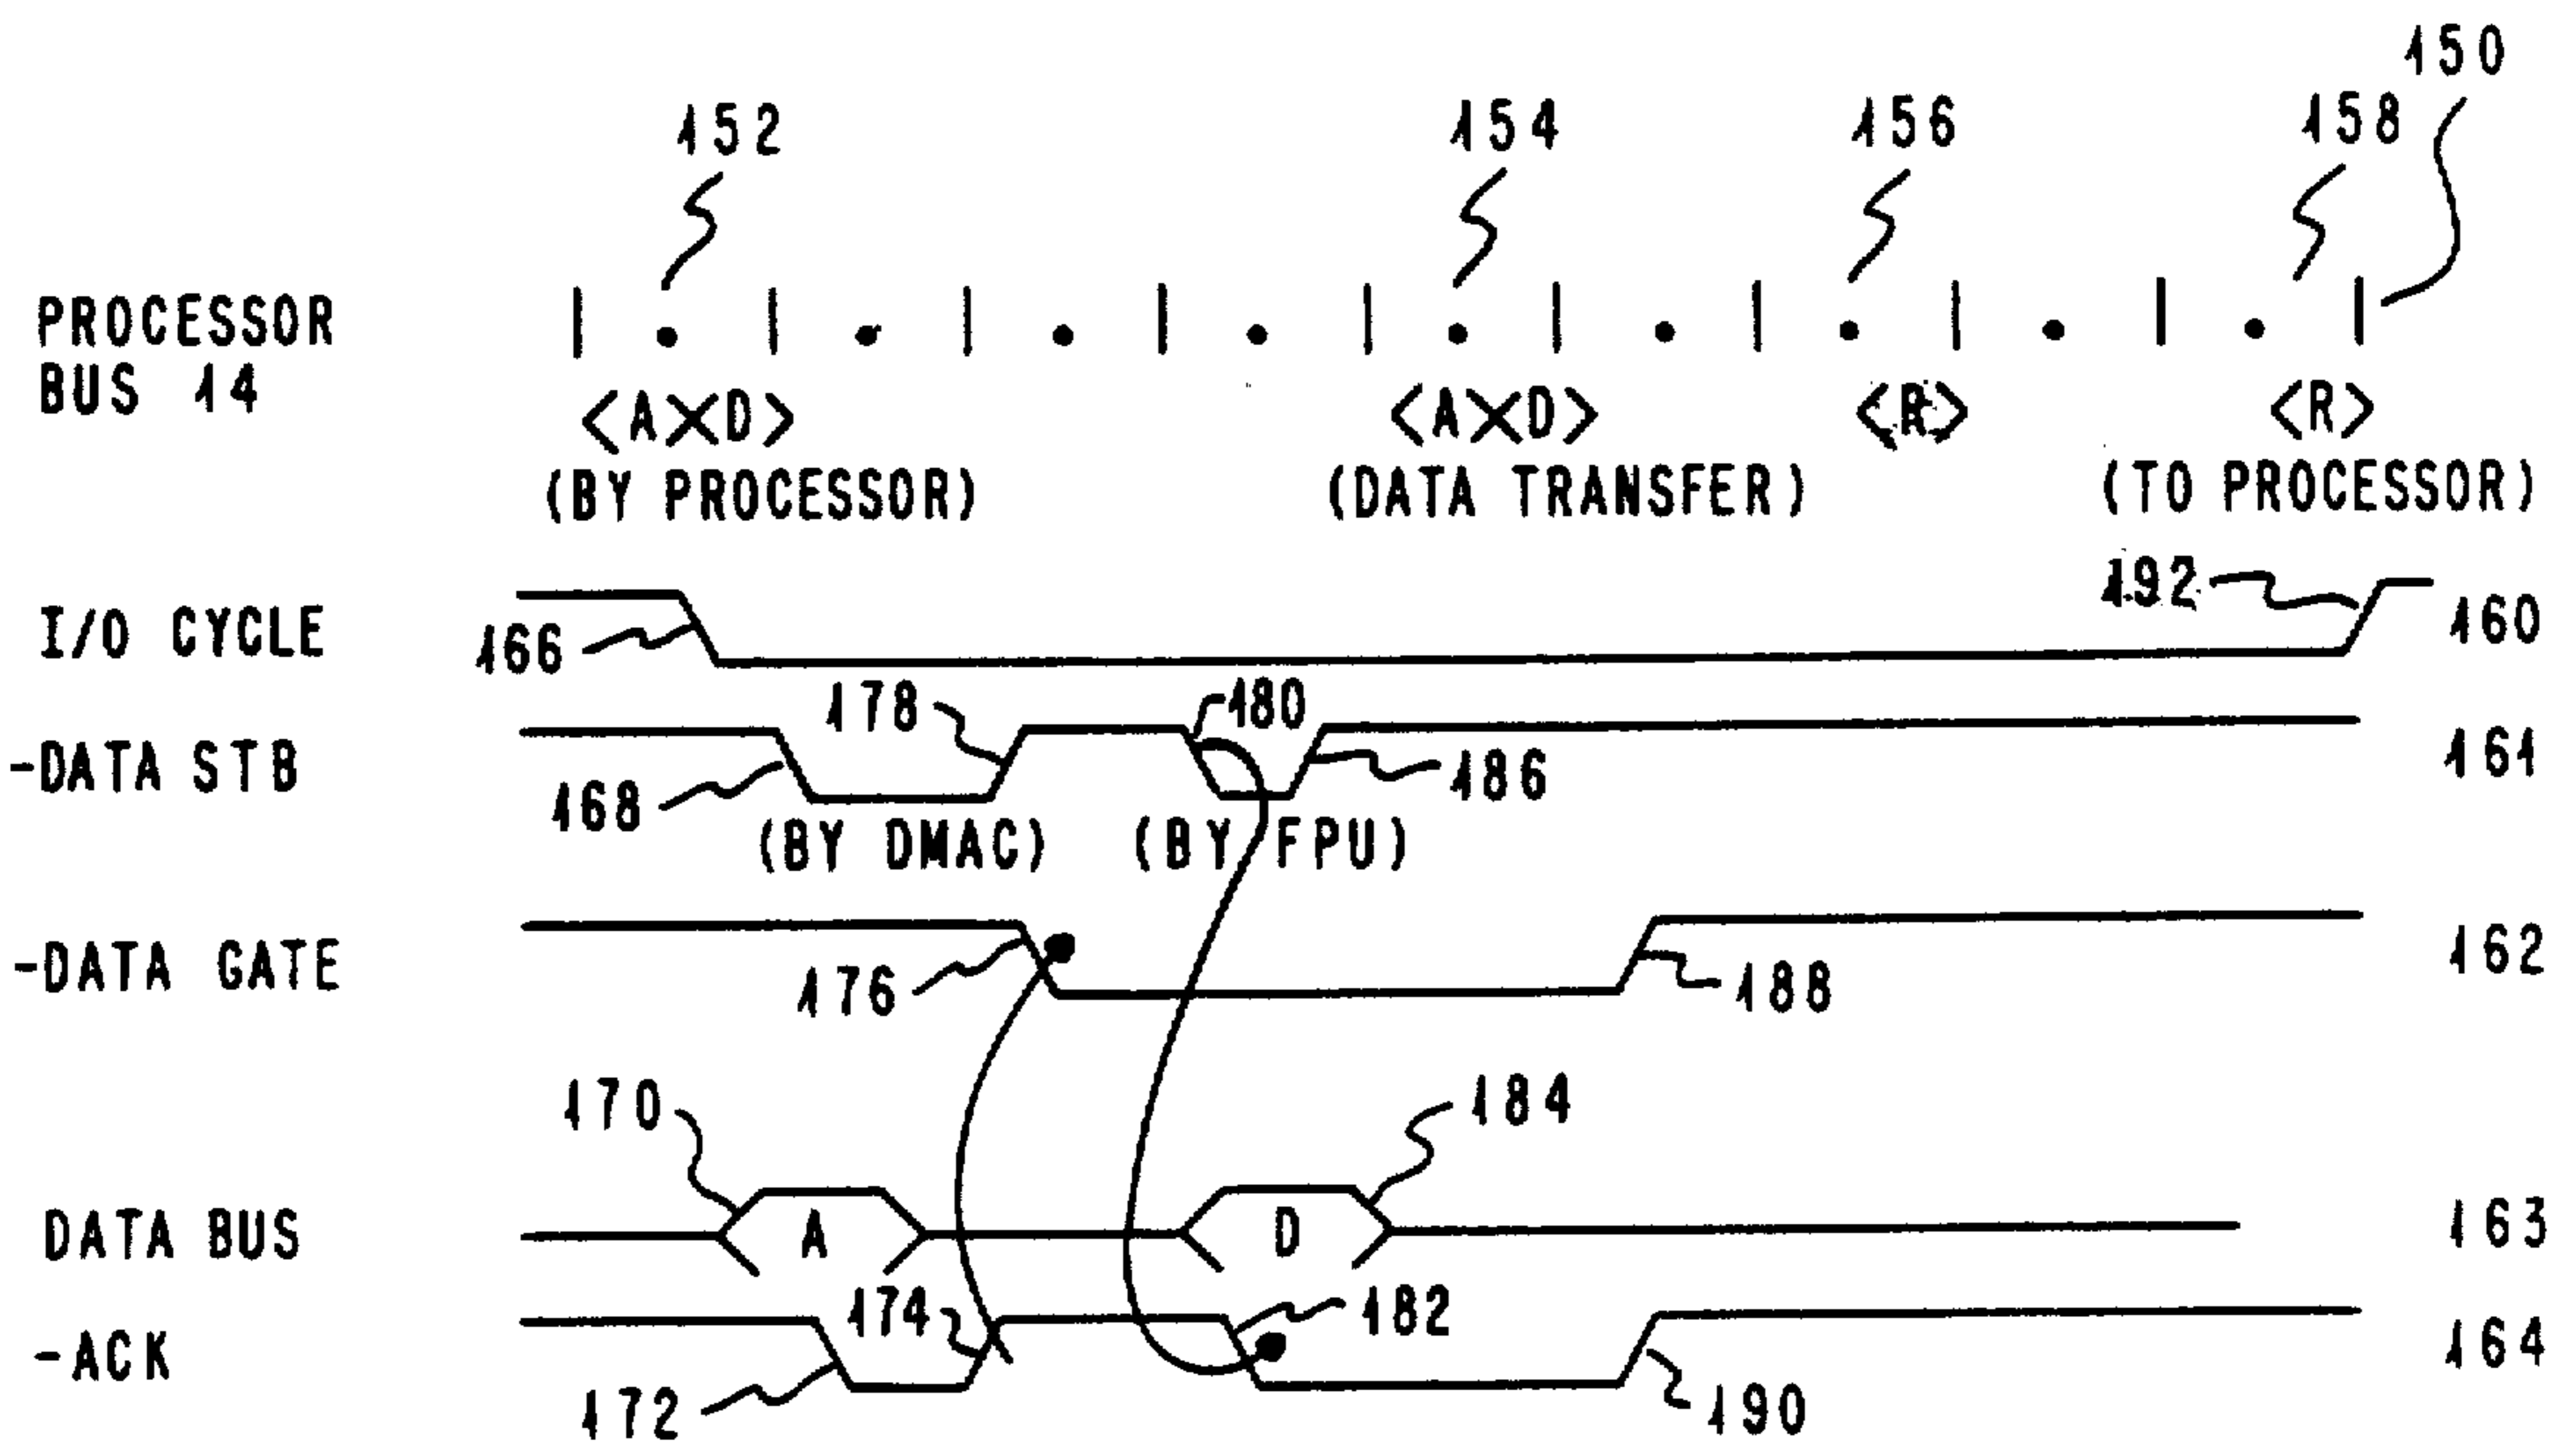 150
152 154 156 158
PROCESSOR
BUS 14
<A X D> <A X D> <R> <R>
(BY PROCESSOR) (DATA TRANSFER) (TO PROCESSOR)
192
I/O CYCLE 166 160
178 180
-DATA STB 168 186 161
(BY DMAC) (BY FPU)
-DATA GATE 176 188 162
170 184
DATA BUS A D 163
174 182
-ACK 164
172 190